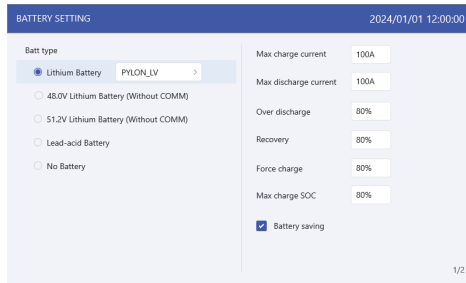 BATTERY SETTING
2024/01/01 12:00:00
Batt type
Lithium Battery PYLON_LV >
48.0V Lithium Battery (Without COMM)
51.2V Lithium Battery (Without COMM)
Lead-acid Battery
No Battery
Max charge current 100A
Max discharge current 100A
Over discharge 80%
Recovery 80%
Force charge 80%
Max charge SOC 80%
Battery saving
1/2